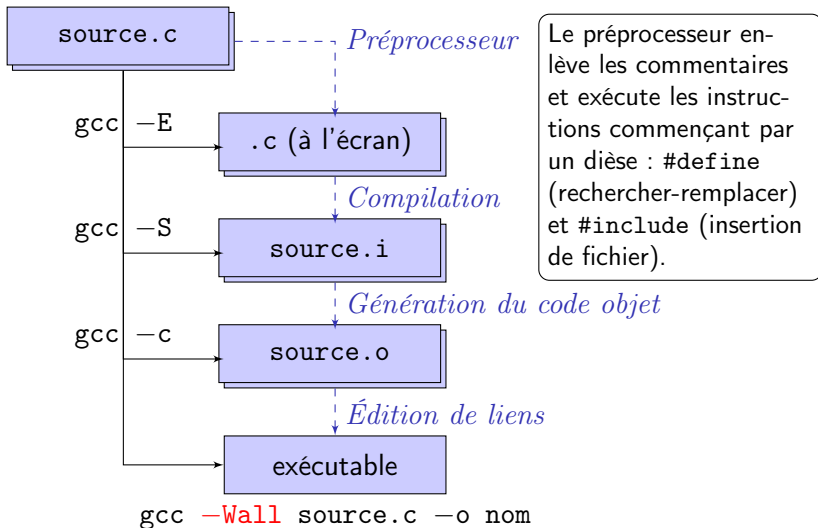 source.c
Préprocesseur
gcc −E
.c (à l'écran)
Compilation
gcc −S
source.i
Génération du code objet
gcc −c
source.o
Édition de liens
exécutable
gcc −Wall source.c −o nom
Le préprocesseur en-
lève les commentaires
et exécute les instruc-
tions commençant par
un dièse : #define
(rechercher-remplacer)
et #include (insertion
de fichier).